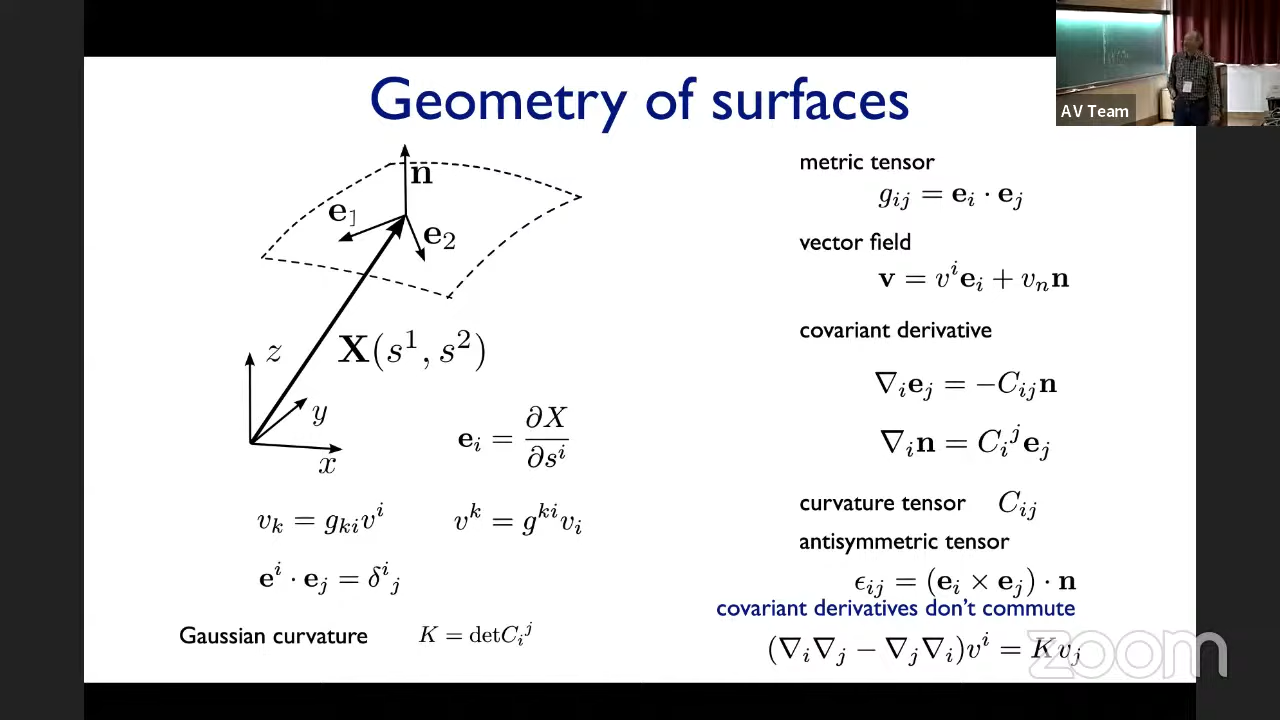 Geometry of surfaces
AV Team
n
e₁
e₂
X(s¹, s²)
z
y
x
eᵢ = ∂X/∂sⁱ
vₖ = gₖᵢvⁱ
vᵏ = gᵏⁱvᵢ
eⁱ · eⱼ = δⁱⱼ
Gaussian curvature K = detCᵢʲ
metric tensor
gᵢⱼ = eᵢ · eⱼ
vector field
v = vⁱeᵢ + vₙn
covariant derivative
∇ᵢeⱼ = −Cᵢⱼn
∇ᵢn = Cᵢʲeⱼ
curvature tensor Cᵢⱼ
antisymmetric tensor
ϵᵢⱼ = (eᵢ × eⱼ) · n
covariant derivatives don't commute
(∇ᵢ∇ⱼ − ∇ⱼ∇ᵢ)vⁱ = Kvⱼ
zoom